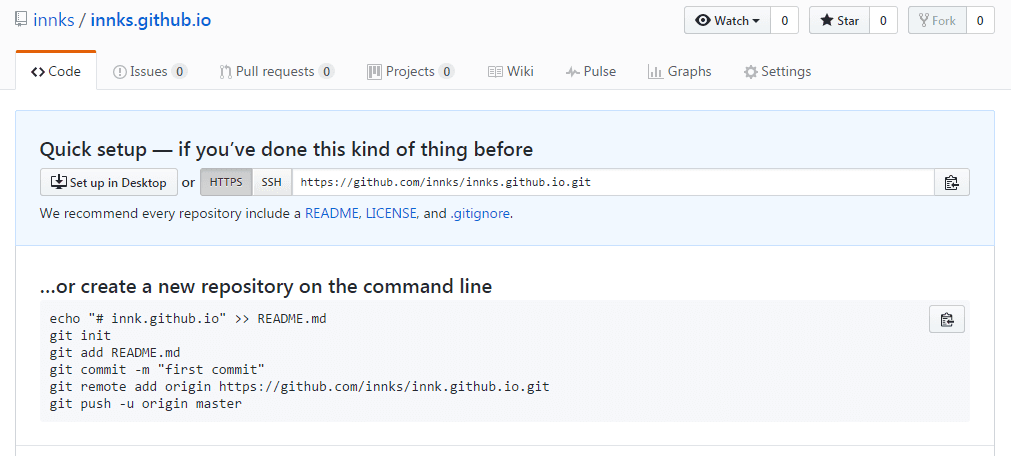 innks / innks.github.io
Watch 0 Star 0 Fork 0
Code Issues 0 Pull requests 0 Projects 0 Wiki Pulse Graphs Settings
Quick setup — if you’ve done this kind of thing before
Set up in Desktop or HTTPS SSH https://github.com/innks/innks.github.io.git
We recommend every repository include a README, LICENSE, and .gitignore.
…or create a new repository on the command line
echo "# innk.github.io" >> README.md
git init
git add README.md
git commit -m "first commit"
git remote add origin https://github.com/innks/innk.github.io.git
git push -u origin master